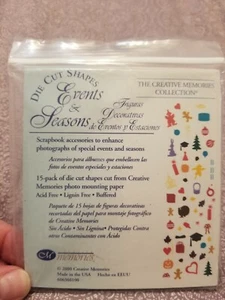 DIE CUT SHAPES
Events
&
Seasons
Figuras
Decorativas
de Eventos y Estaciones
THE CREATIVE MEMORIES
COLLECTION®
Scrapbook accessories to enhance
photographs of special events and seasons
Accesorios para álbumes que embellecen las
fotos de eventos especiales y estaciones
15-pack of die cut shapes cut from Creative
Memories photo mounting paper
Acid Free • Lignin Free • Buffered
Paquete de 15 hojas de figuras decorativas
recortadas del papel para montaje fotográfico
de Creative Memories
Sin Ácido • Sin Lignina • Protegidas Contra
otros Contaminantes con Ácido
CM
memories
Creative Memories
Made in the USA Hecho en EEUU